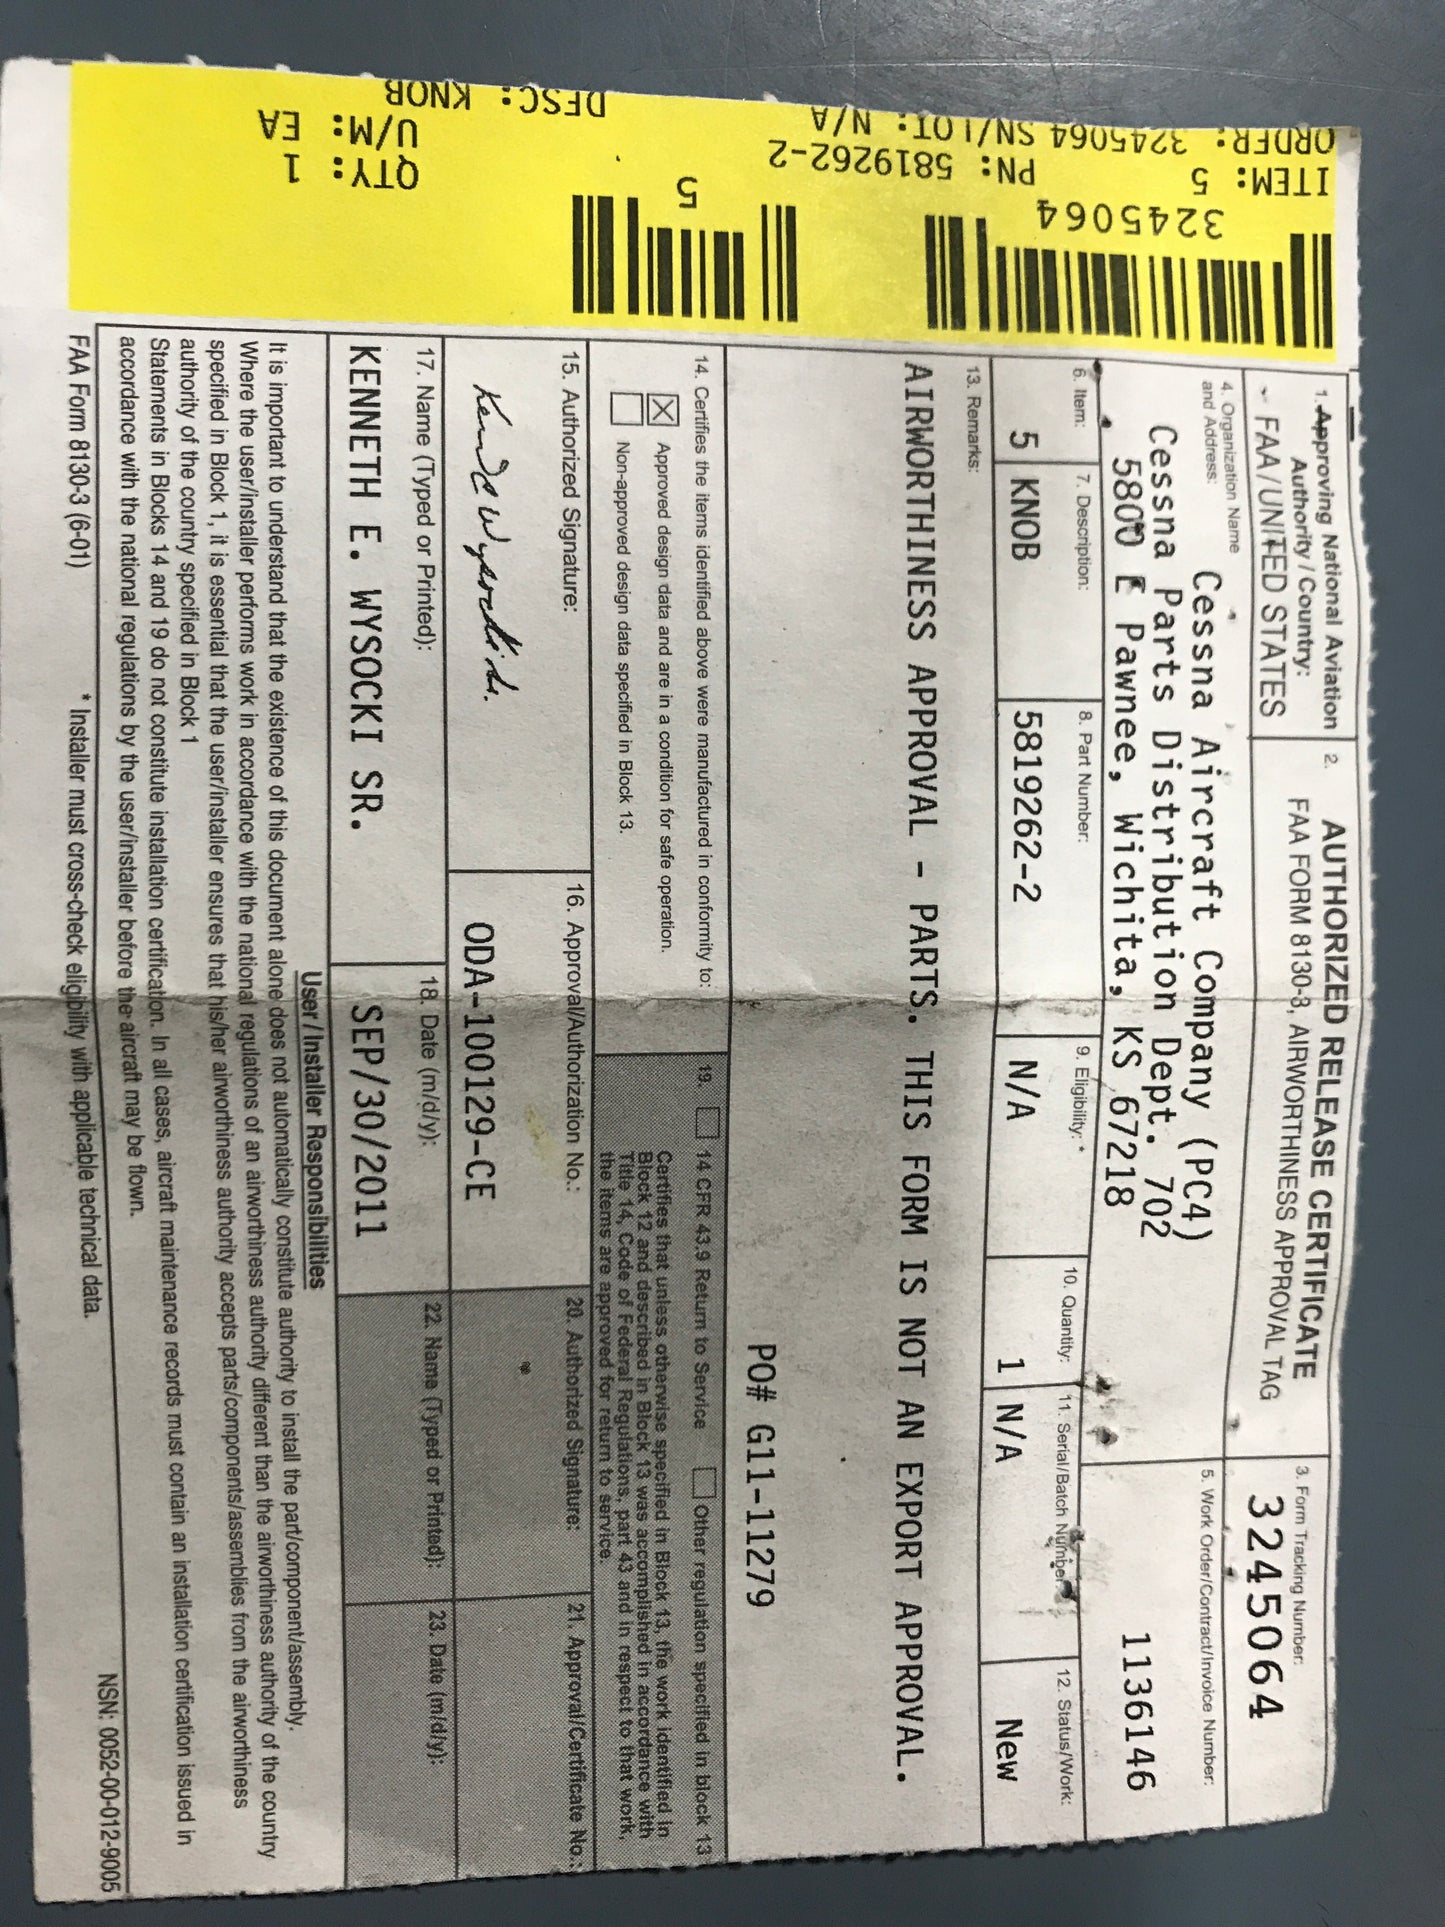 1. Approving National Aviation
Authority/Country:
FAA/UNITED STATES
2.
AUTHORIZED RELEASE CERTIFICATE
FAA FORM 8130-3, AIRWORTHINESS APPROVAL TAG
3. Form Tracking Number:
3245064
4. Organization Name
and Address:
Cessna Aircraft Company (PC4)
Cessna Parts Distribution Dept. 702
5800 E Pawnee, Wichita, KS 67218
5. Work Order/Contract/Invoice Number:
1136146
6. Item:
5
7. Description:
KNOB
8. Part Number:
5819262-2
9. Eligibility:*
N/A
10. Quantity:
1
11. Serial/Batch Number
N/A
12. Status/Work:
New
13. Remarks:
AIRWORTHINESS APPROVAL - PARTS. THIS FORM IS NOT AN EXPORT APPROVAL.
PO# G11-11279
14. Certifies the items identified above were manufactured in conformity to:
Approved design data and are in a condition for safe operation.
Non-approved design data specified in Block 13.
19.
14 CFR 43.9 Return to Service
Other regulation specified in block 13
Certifies that unless otherwise specified in Block 13, the work identified in
Block 12 and described in Block 13 was accomplished in accordance with
Title 14, Code of Federal Regulations, part 43 and in respect to that work,
the items are approved for return to service.
15. Authorized Signature:
16. Approval/Authorization No.:
ODA-100129-CE
20. Authorized Signature:
21. Approval/Certificate No.:
17. Name (Typed or Printed):
KENNETH E. WYSOCKI SR.
18. Date (m/d/y):
SEP/30/2011
22. Name (Typed or Printed):
23. Date (m/d/y):
User/Installer Responsibilities
It is important to understand that the existence of this document alone does not automatically constitute authority to install the part/component/assembly.
Where the user/installer performs work in accordance with the national regulations of an airworthiness authority different than the airworthiness authority of the country
specified in Block 1, it is essential that the user/installer ensures that his/her airworthiness authority accepts parts/components/assemblies from the airworthiness
authority of the country specified in Block 1
Statements in Blocks 14 and 19 do not constitute installation certification. In all cases, aircraft maintenance records must contain an installation certification issued in
accordance with the national regulations by the user/installer before the aircraft may be flown.
FAA Form 8130-3 (6-01)
* Installer must cross-check eligibility with applicable technical data.
NSN: 0052-00-012-9005
3245064
5
ITEM: 5
PN: 5819262-2
QTY: 1
ORDER: 3245064
SN/LOT: N/A
U/M: EA
DESC: KNOB